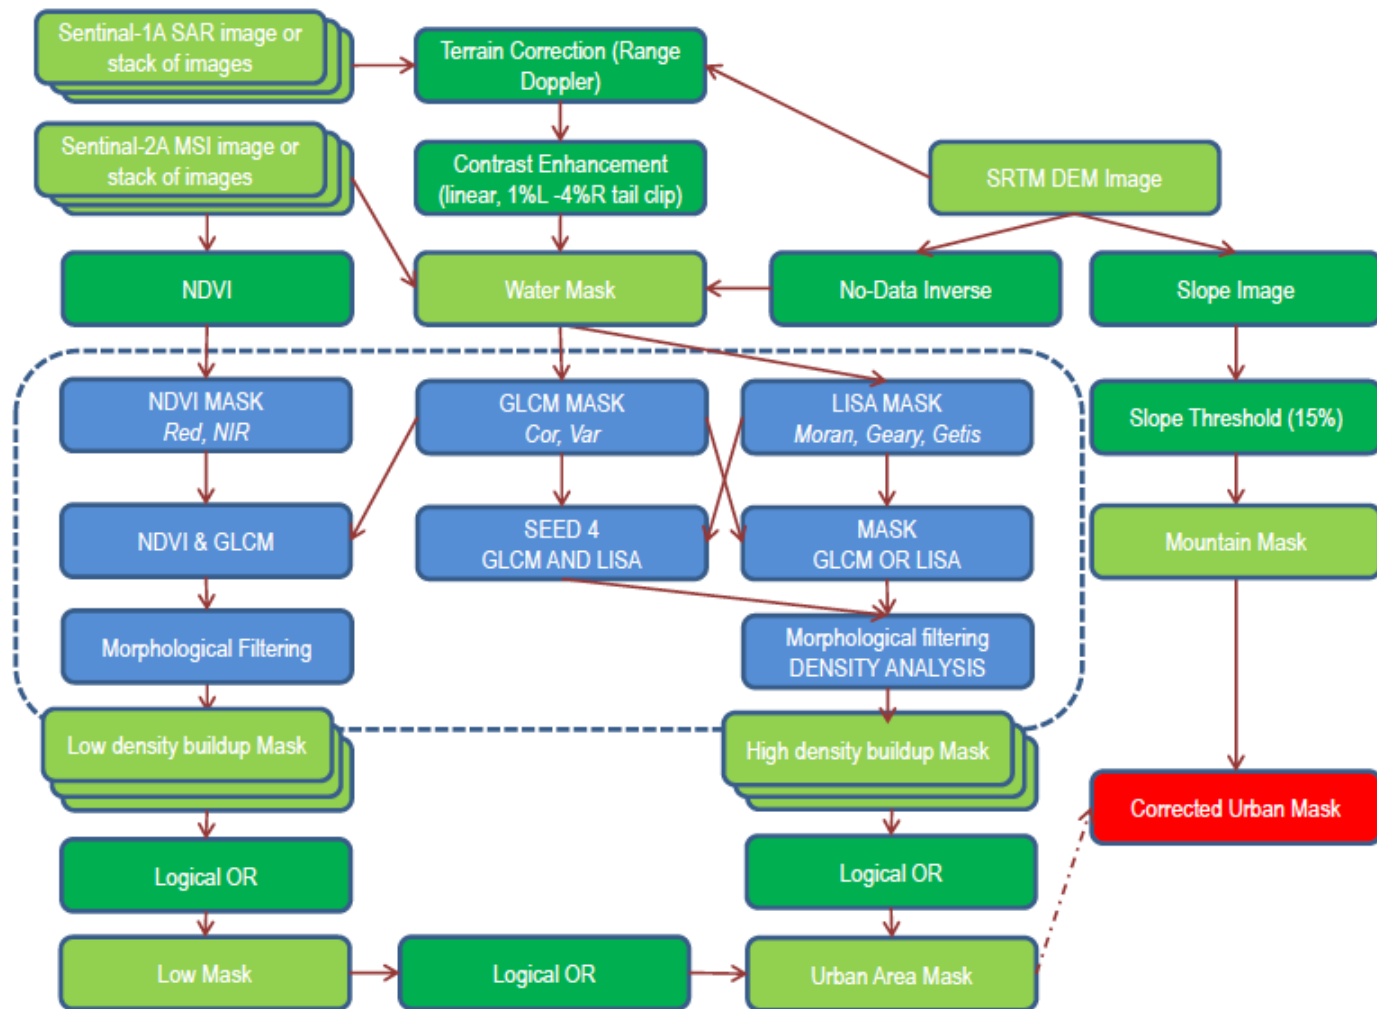 Sentinel-1A SAR image or
stack of images
Terrain Correction (Range
Doppler)
Sentinel-2A MSI image or
stack of images
Contrast Enhancement
(linear, 1%L -4%R tail clip)
SRTM DEM Image
NDVI
Water Mask
No-Data Inverse
Slope Image
NDVI MASK
Red, NIR
GLCM MASK
Cor, Var
LISA MASK
Moran, Geary, Getis
Slope Threshold (15%)
NDVI & GLCM
SEED 4
GLCM AND LISA
MASK
GLCM OR LISA
Mountain Mask
Morphological Filtering
Morphological filtering
DENSITY ANALYSIS
Low density buildup Mask
High density buildup Mask
Corrected Urban Mask
Logical OR
Logical OR
Low Mask
Logical OR
Urban Area Mask